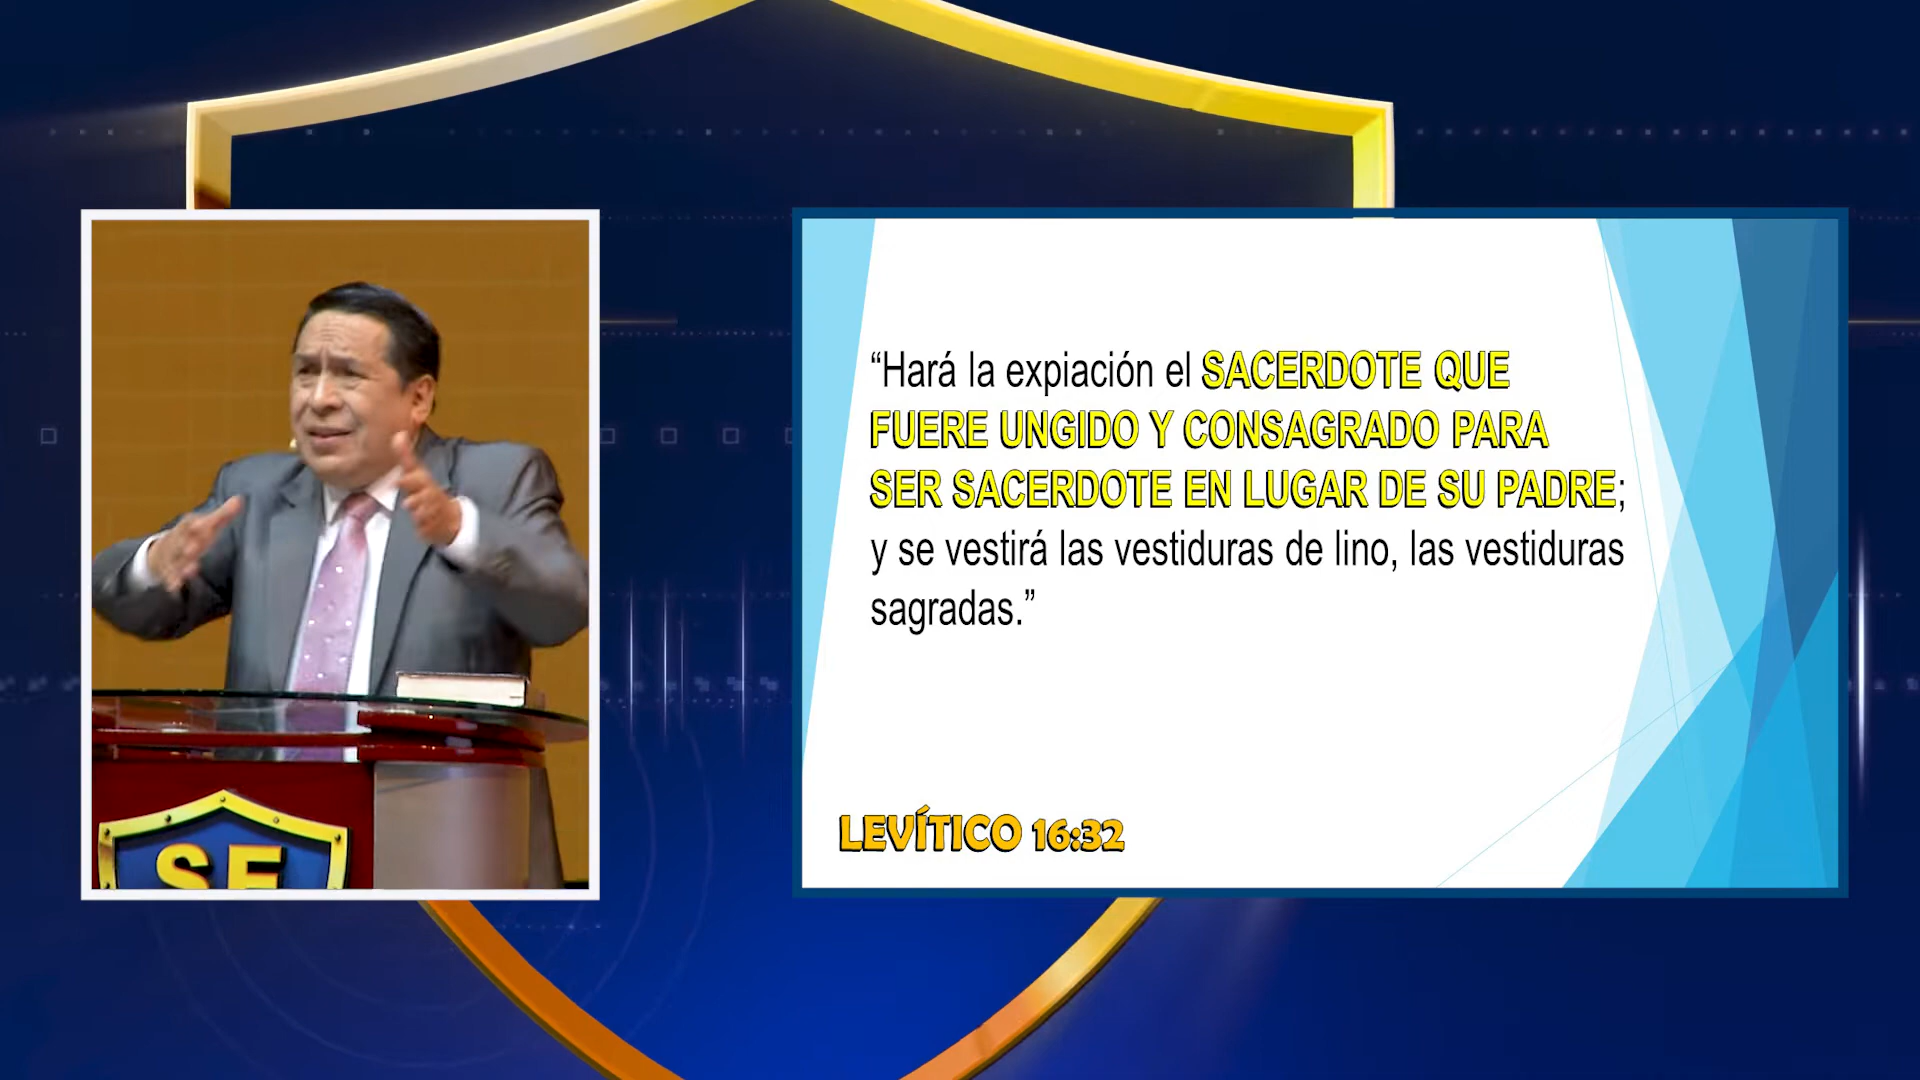 “Hará la expiación el SACERDOTE QUE
FUERE UNGIDO Y CONSAGRADO PARA
SER SACERDOTE EN LUGAR DE SU PADRE;
y se vestirá las vestiduras de lino, las vestiduras
sagradas.”
LEVÍTICO 16:32
SE